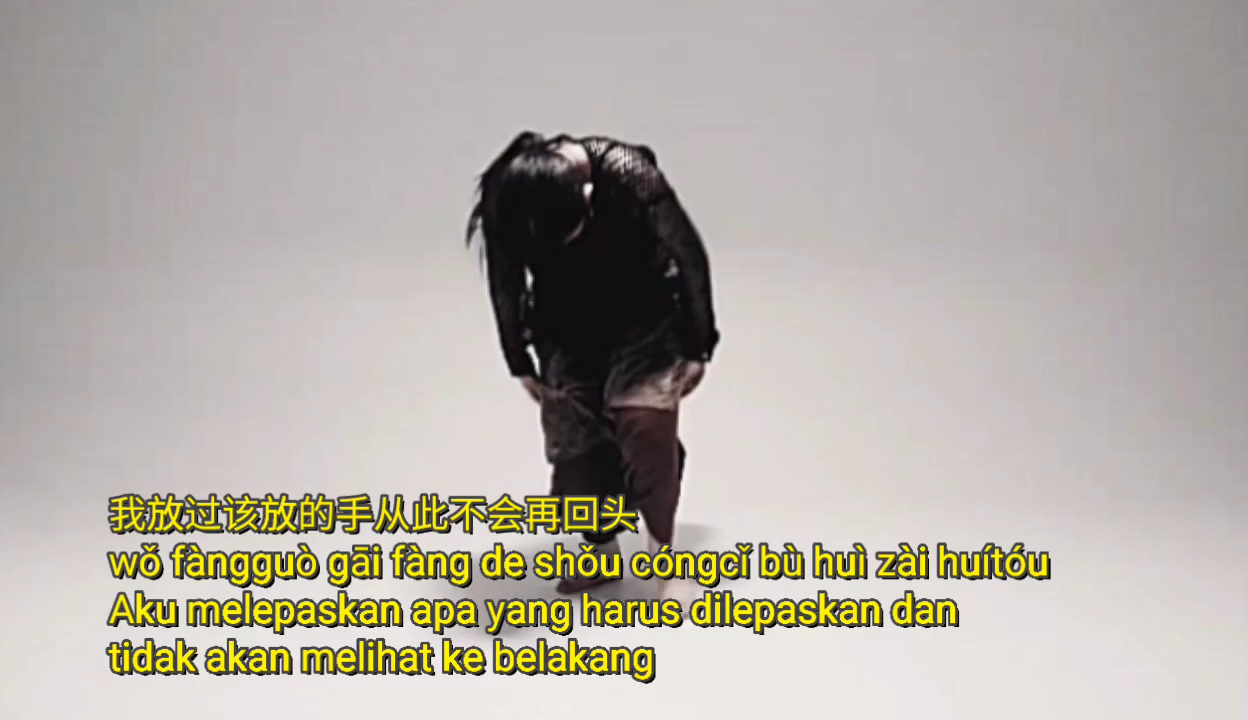 我放过该放的手从此不会再回头
wǒ fàngguò gāi fàng de shǒu cóngcǐ bù huì zài huítóu
Aku melepaskan apa yang harus dilepaskan dan
tidak akan melihat ke belakang